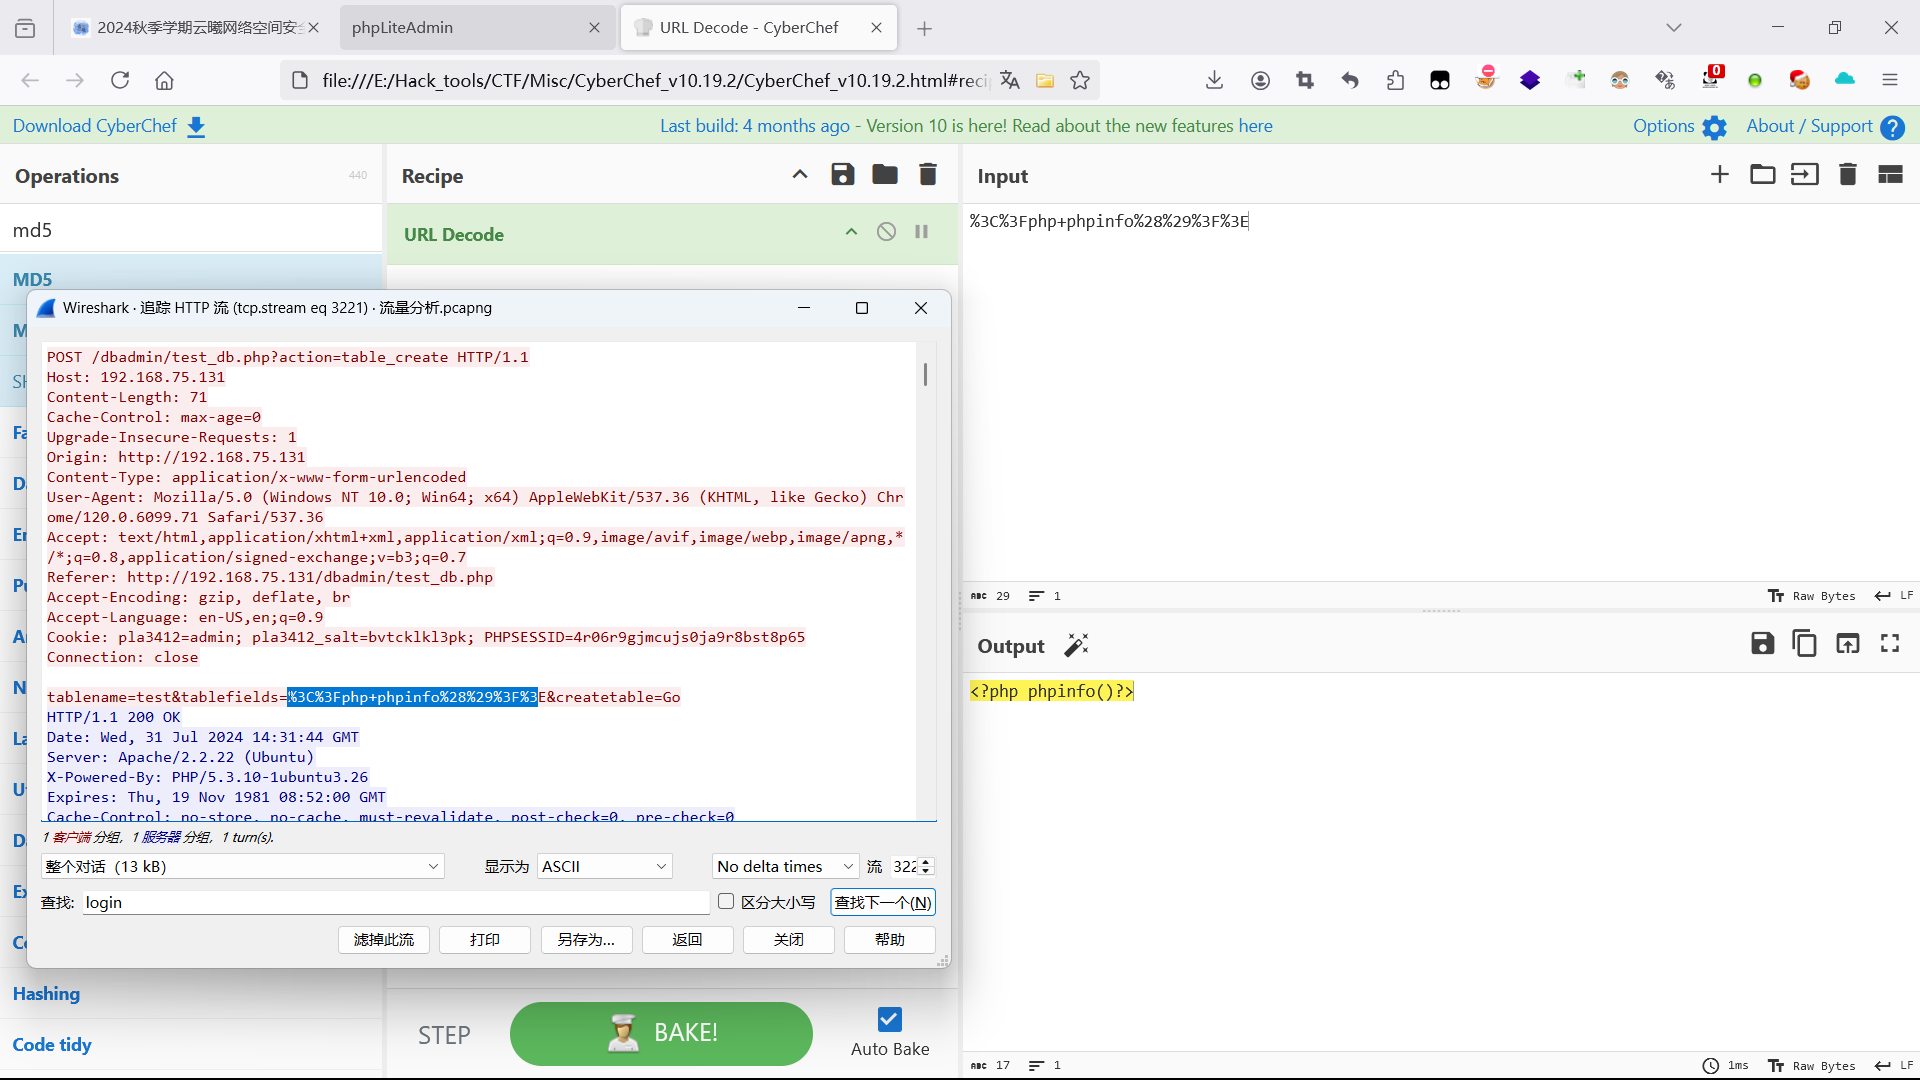 2024秋季学期云曦网络空间安
phpLiteAdmin
URL Decode - CyberChef
file:///E:/Hack_tools/CTF/Misc/CyberChef_v10.19.2/CyberChef_v10.19.2.html#reci
0
Download CyberChef
Last build: 4 months ago - Version 10 is here! Read about the new features here
Options
About / Support
Operations
440
Recipe
Input
md5
URL Decode
%3C%3Fphp+phpinfo%28%29%3F%3E
MD5
Wireshark · 追踪 HTTP 流 (tcp.stream eq 3221) · 流量分析.pcapng
POST /dbadmin/test_db.php?action=table_create HTTP/1.1
Host: 192.168.75.131
Content-Length: 71
Cache-Control: max-age=0
Upgrade-Insecure-Requests: 1
Origin: http://192.168.75.131
Content-Type: application/x-www-form-urlencoded
User-Agent: Mozilla/5.0 (Windows NT 10.0; Win64; x64) AppleWebKit/537.36 (KHTML, like Gecko) Chr
ome/120.0.6099.71 Safari/537.36
Accept: text/html,application/xhtml+xml,application/xml;q=0.9,image/avif,image/webp,image/apng,*
/*;q=0.8,application/signed-exchange;v=b3;q=0.7
Referer: http://192.168.75.131/dbadmin/test_db.php
Accept-Encoding: gzip, deflate, br
Accept-Language: en-US,en;q=0.9
Cookie: pla3412=admin; pla3412_salt=bvtcklkl3pk; PHPSESSID=4r06r9gjmcujs0ja9r8bst8p65
Connection: close
tablename=test&tablefields=%3C%3Fphp+phpinfo%28%29%3F%3E&createtable=Go
HTTP/1.1 200 OK
Date: Wed, 31 Jul 2024 14:31:44 GMT
Server: Apache/2.2.22 (Ubuntu)
X-Powered-By: PHP/5.3.10-1ubuntu3.26
Expires: Thu, 19 Nov 1981 08:52:00 GMT
Cache-Control: no-store, no-cache, must-revalidate, post-check=0, pre-check=0
1 客户端 分组, 1 服务器 分组, 1 turn(s).
整个对话 (13 kB)
显示为
ASCII
No delta times
流
322
查找:
login
区分大小写
查找下一个(N)
滤掉此流
打印
另存为...
返回
关闭
帮助
Hashing
Code tidy
STEP
BAKE!
Auto Bake
ABC 29
1
Raw Bytes
LF
Output
<?php phpinfo()?>
ABC 17
1
1ms
Raw Bytes
LF